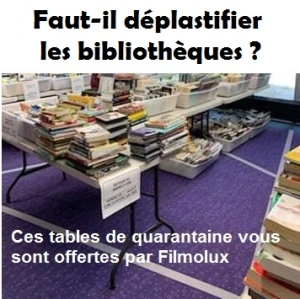 Faut-il déplastifier
les bibliothèques ?
Ces tables de quarantaine vous
sont offertes par Filmolux